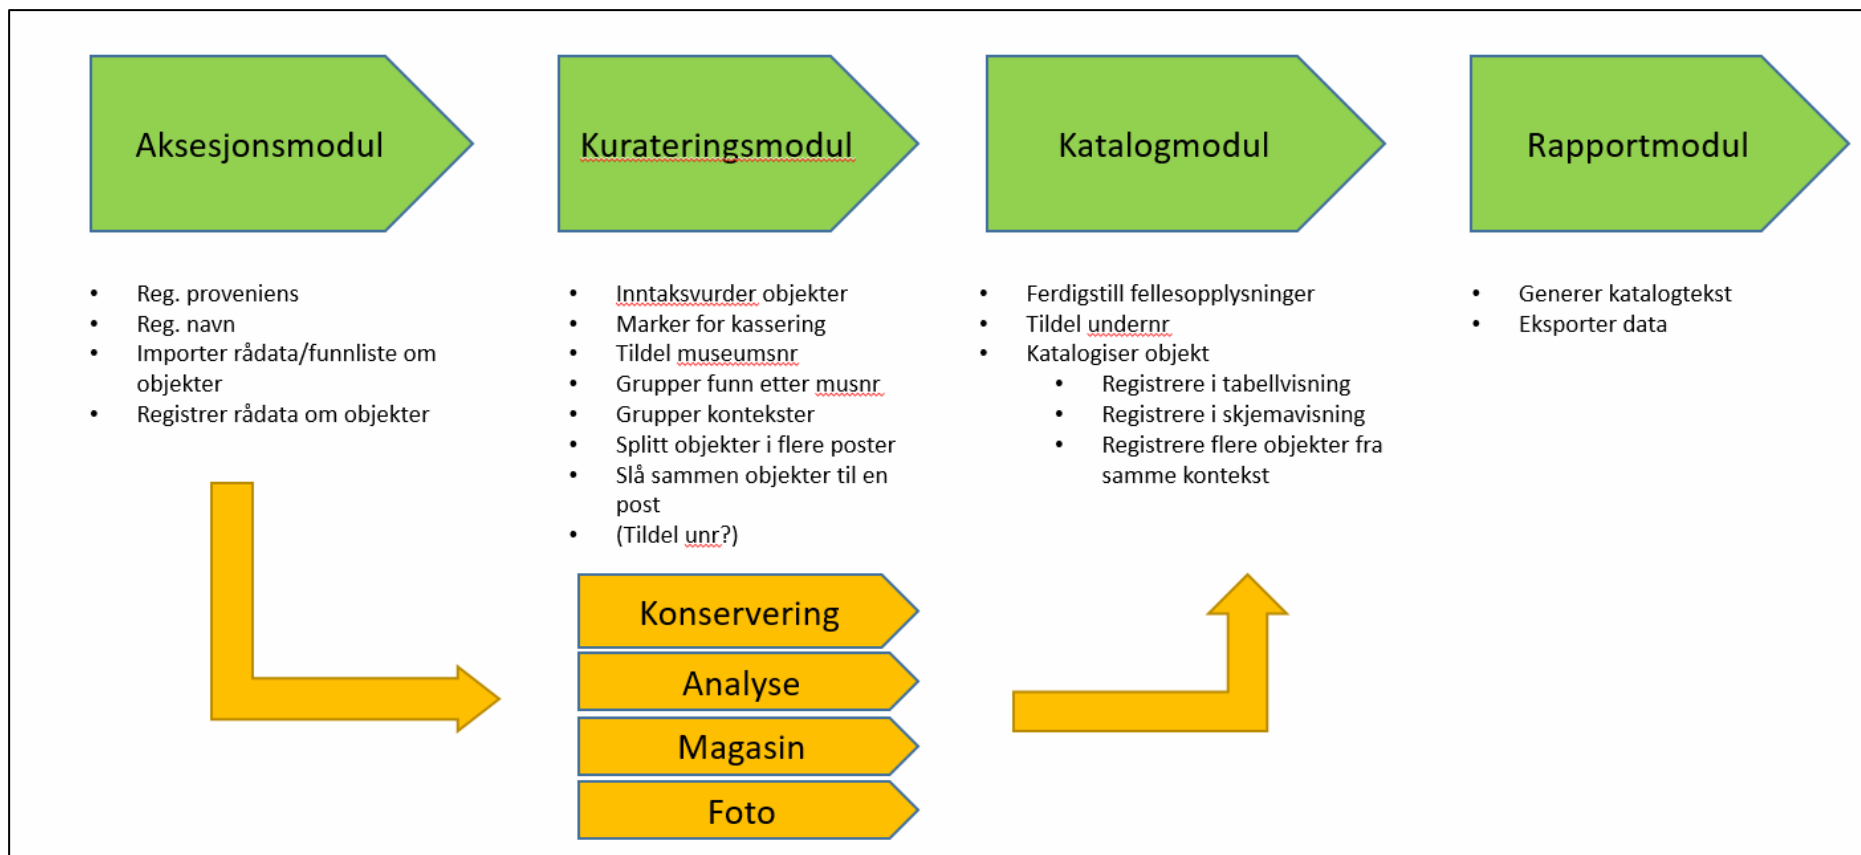 Aksesjonsmodul
Kurateringsmodul
Katalogmodul
Rapportmodul
• Reg. proveniens
• Reg. navn
• Importer rådata/funnliste om
objekter
• Registrer rådata om objekter
• Inntaksvurder objekter
• Marker for kassering
• Tildel museumsnr
• Grupper funn etter musnr
• Grupper kontekster
• Splitt objekter i flere poster
• Slå sammen objekter til en
post
• (Tildel unr?)
• Ferdigstill fellesopplysninger
• Tildel undernr
• Katalogiser objekt
• Registrere i tabellvisning
• Registrere i skjemavisning
• Registrere flere objekter fra
samme kontekst
• Generer katalogtekst
• Eksporter data
Konservering
Analyse
Magasin
Foto